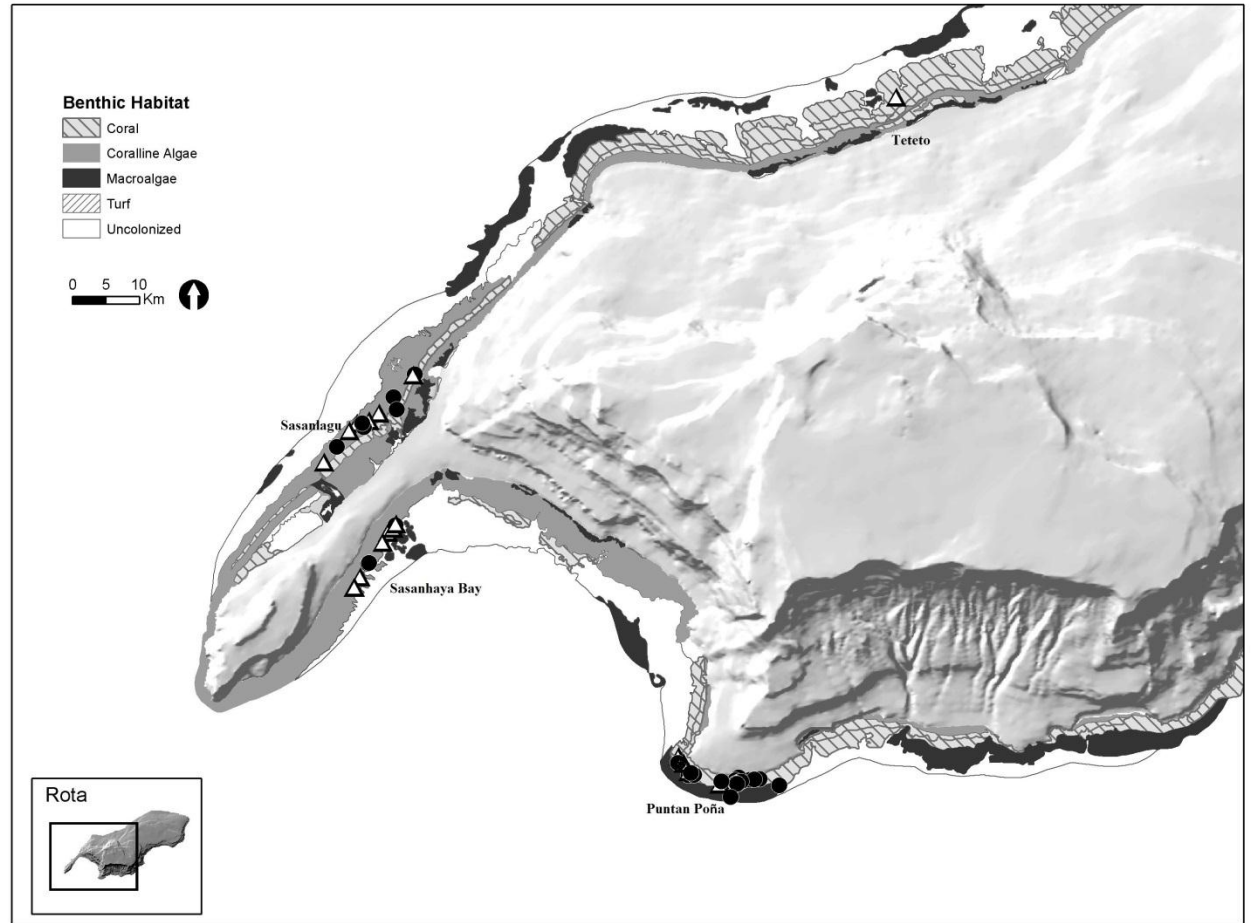 Benthic Habitat
Coral
Coralline Algae
Macroalgae
Turf
Uncolonized
0 5 10
Km
Teteto
Sasanlagu
Sasanhaya Bay
Puntan Poña
Rota